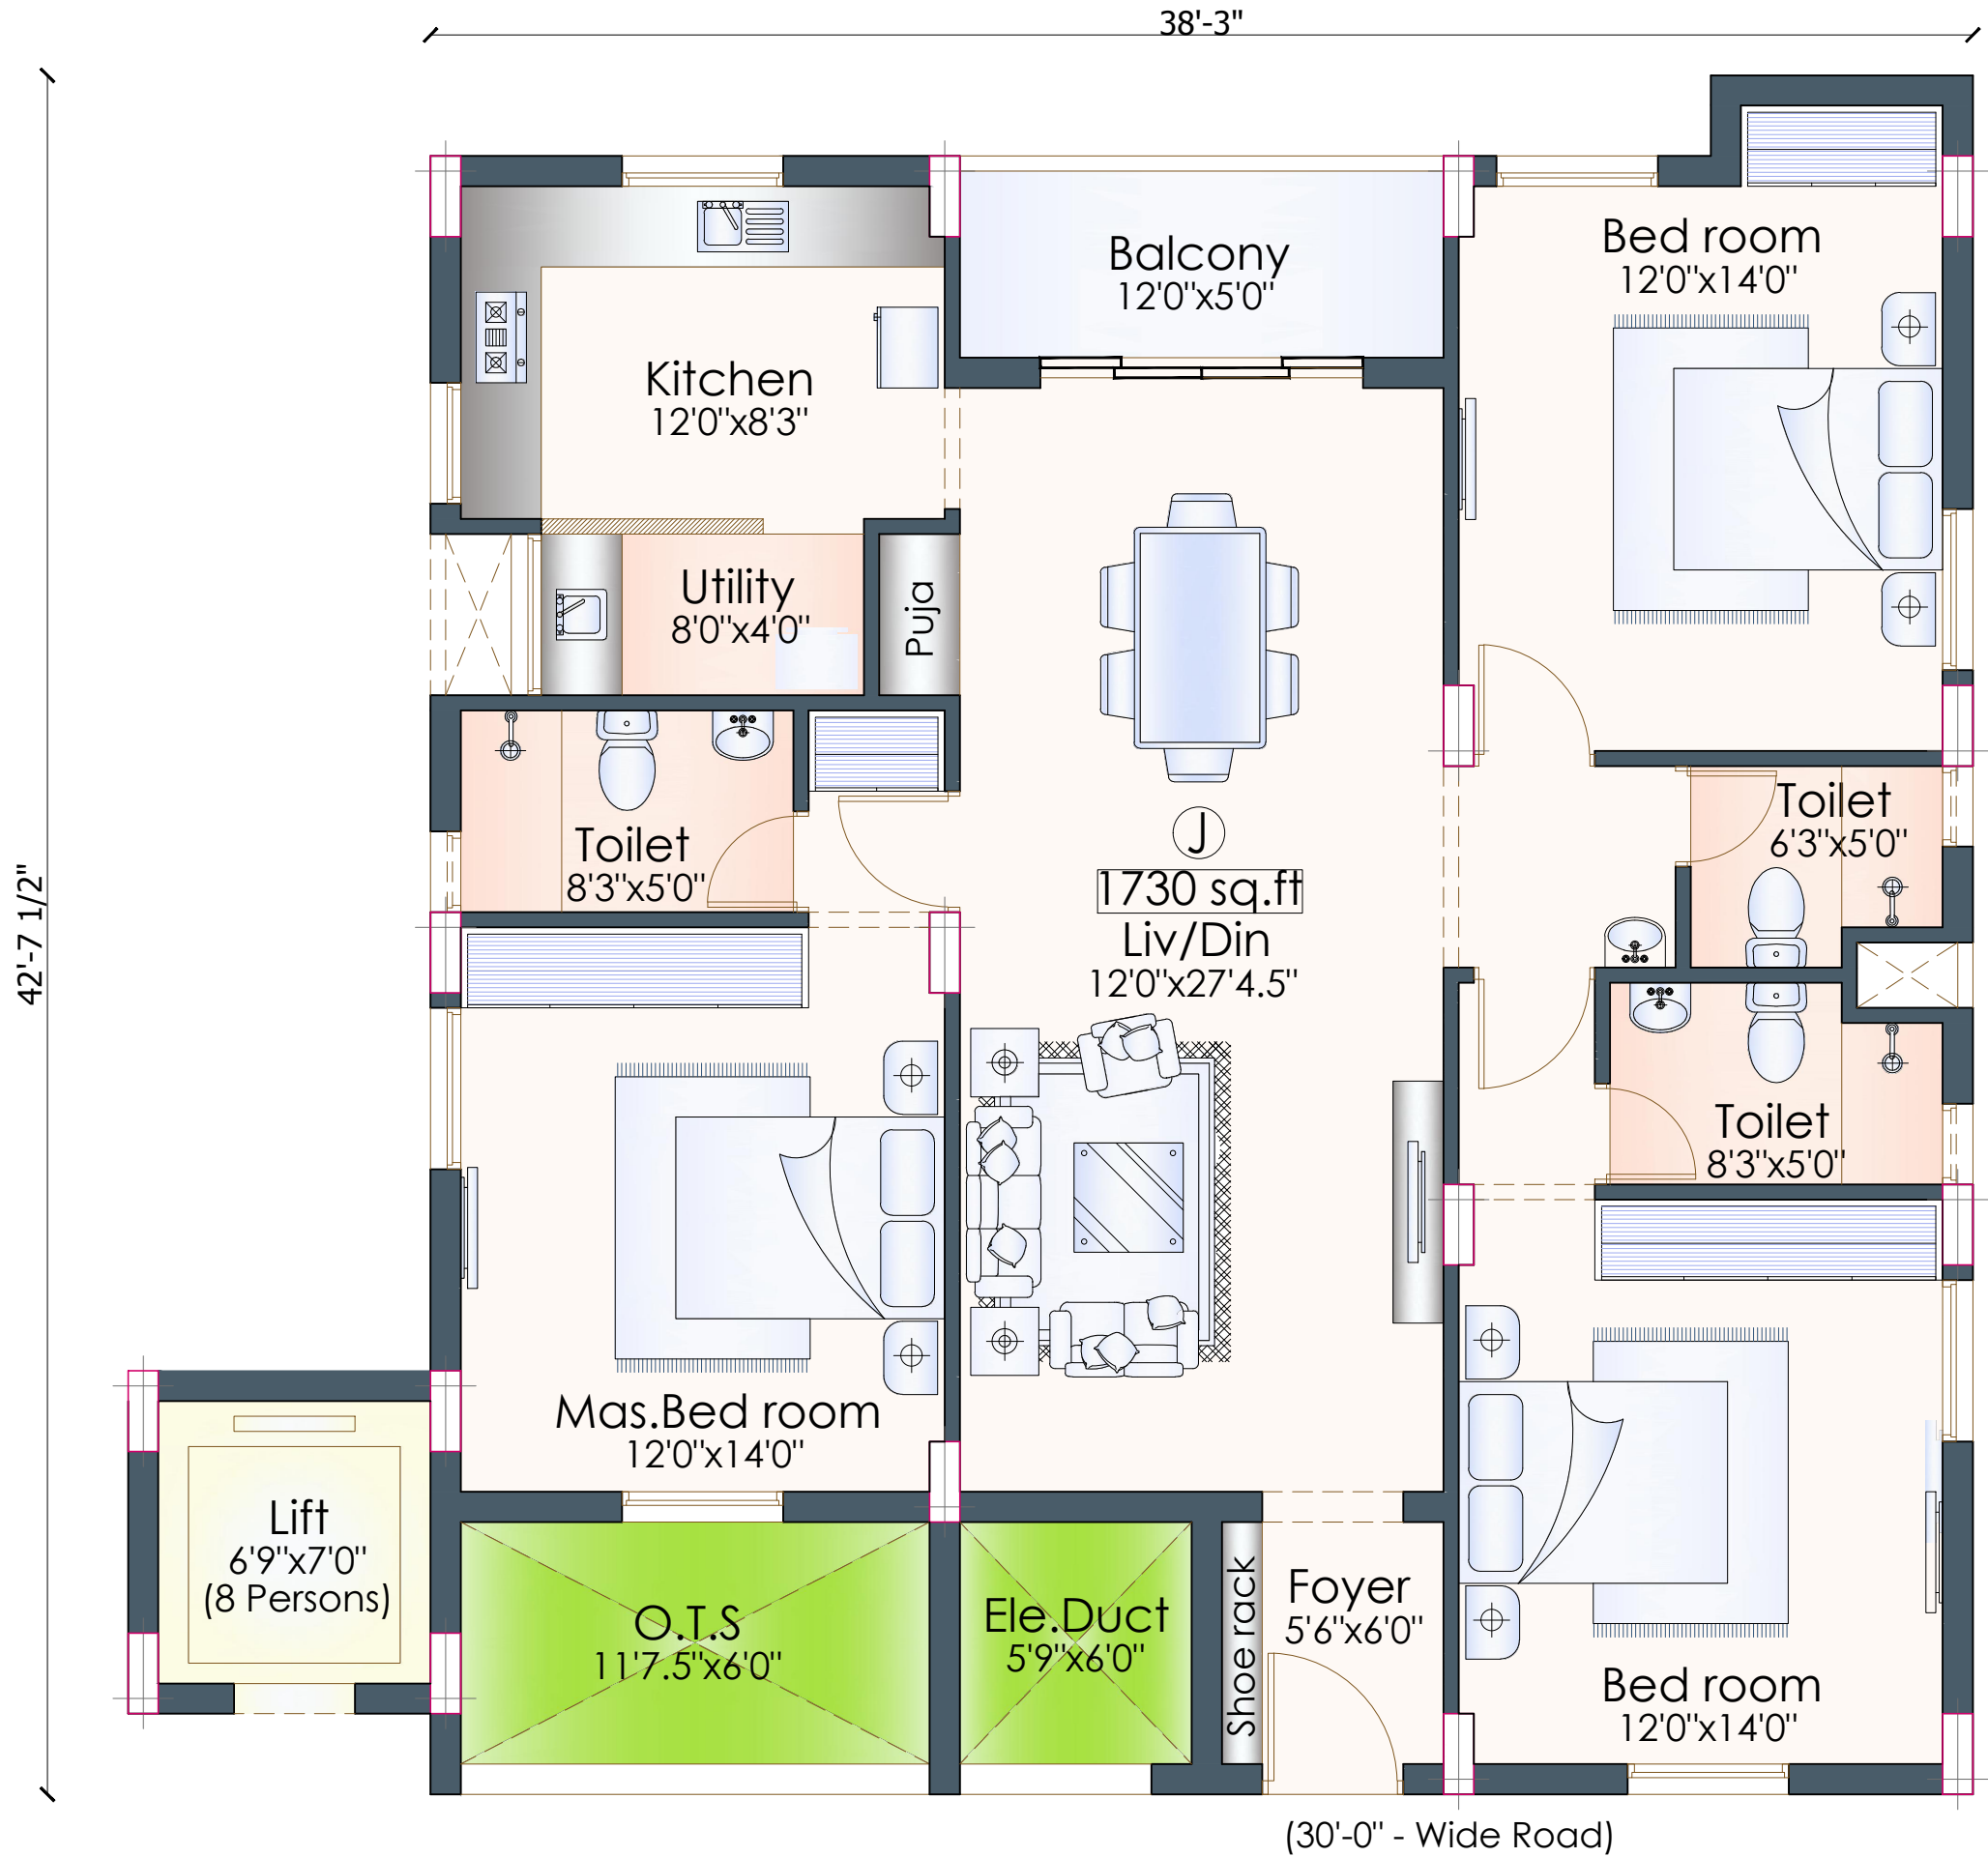 38'-3"
42'-7 1/2"
Balcony
12'0"x5'0"
Bed room
12'0"x14'0"
Kitchen
12'0"x8'3"
Utility
8'0"x4'0"
Puja
Toilet
8'3"x5'0"
Toilet
6'3"x5'0"
J
1730 sq.ft
Liv/Din
12'0"x27'4.5"
Toilet
8'3"x5'0"
Mas.Bed room
12'0"x14'0"
Lift
6'9"x7'0"
(8 Persons)
O.T.S
11'7.5"x6'0"
Ele.Duct
5'9"x6'0"
Shoe rack
Foyer
5'6"x6'0"
Bed room
12'0"x14'0"
(30'-0" - Wide Road)